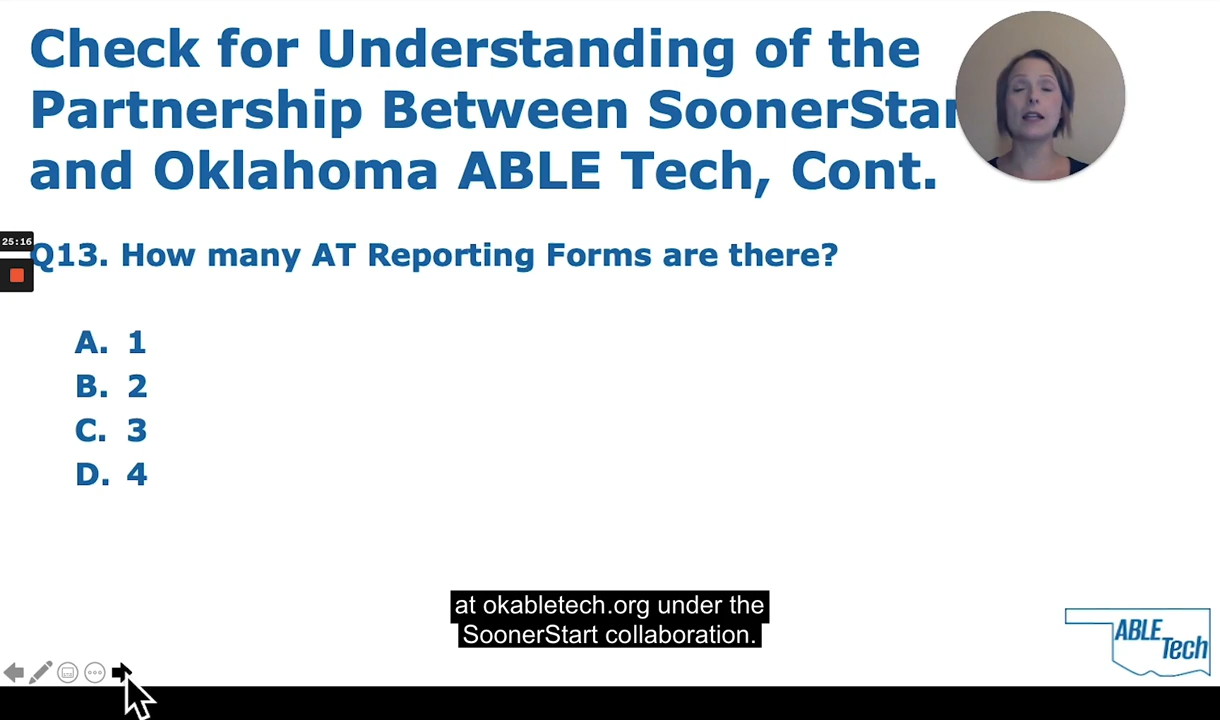 Check for Understanding of the
Partnership Between SoonerStar
and Oklahoma ABLE Tech, Cont.
25:16
Q13. How many AT Reporting Forms are there?
A. 1
B. 2
C. 3
D. 4
at okabletech.org under the
SoonerStart collaboration.
ABLE
Tech